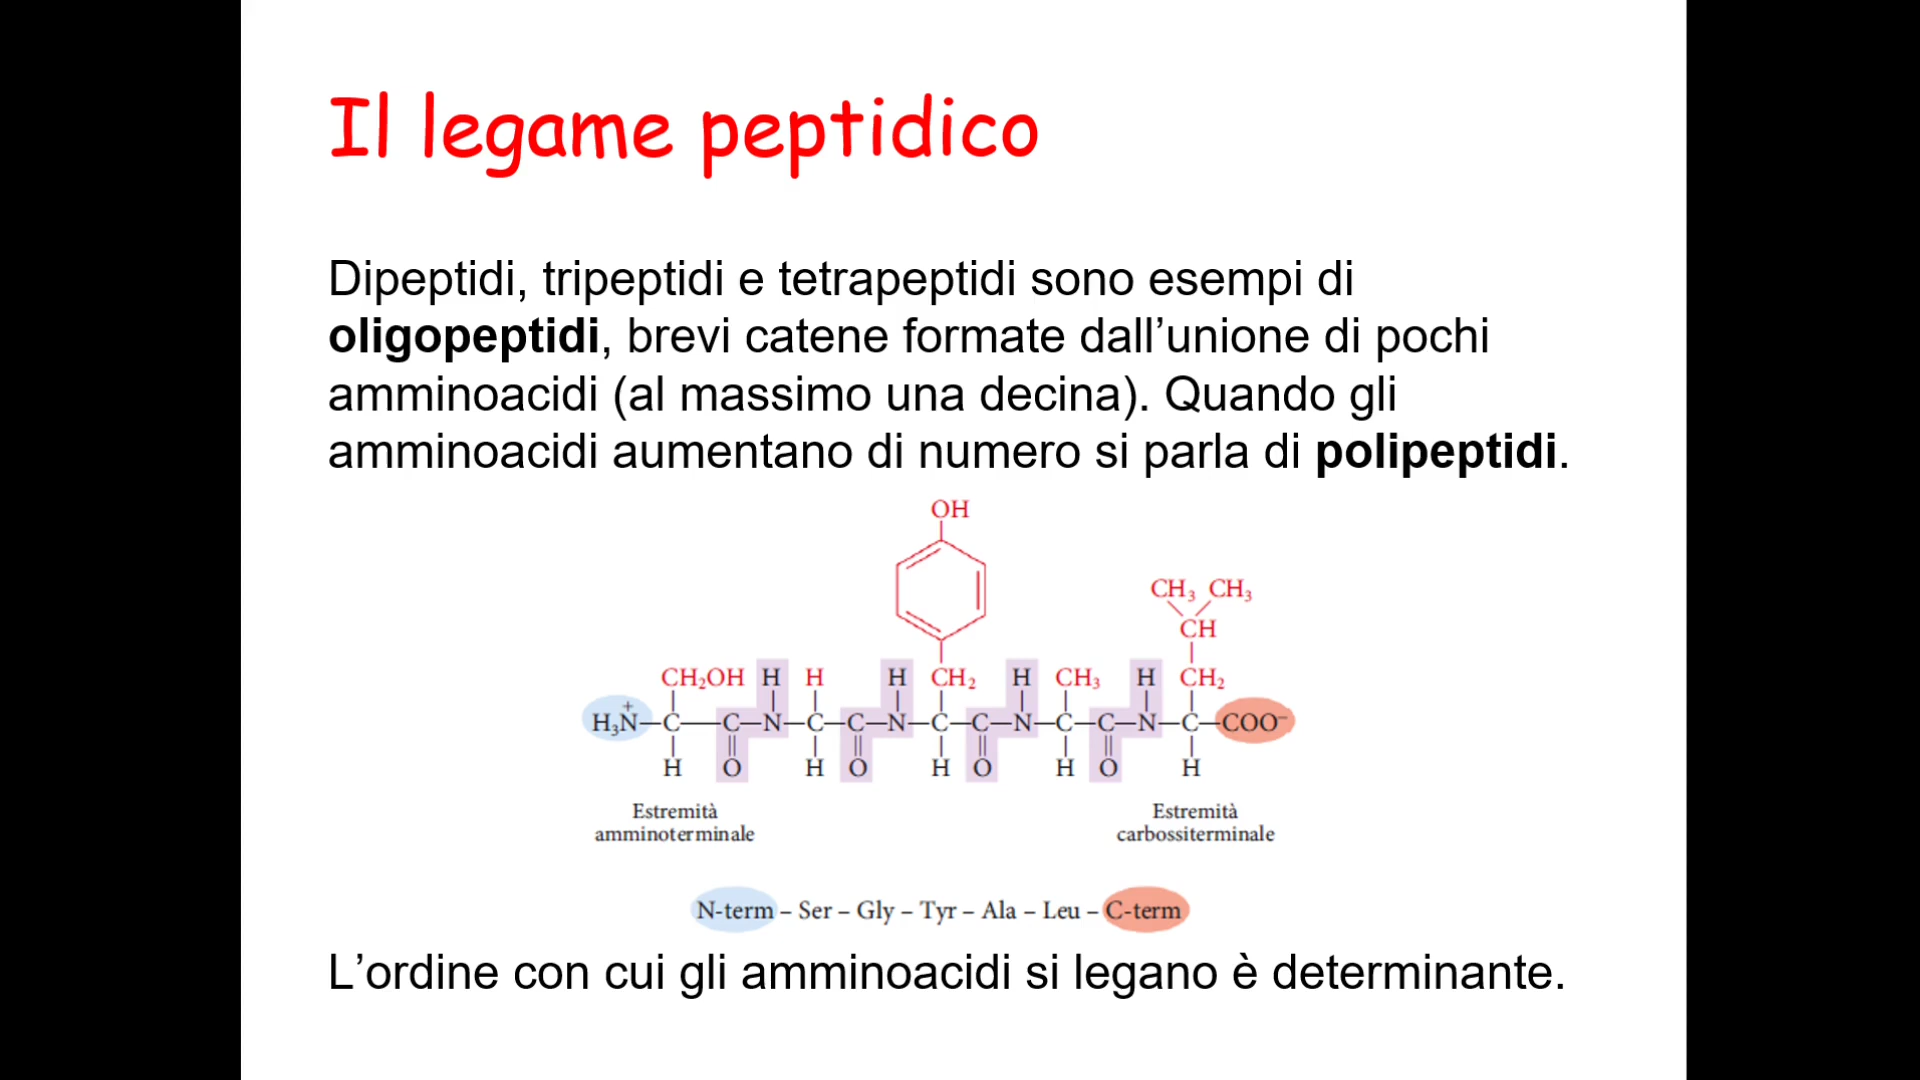 Il legame peptidico
Dipeptidi, tripeptidi e tetrapeptidi sono esempi di
oligopeptidi, brevi catene formate dall’unione di pochi
amminoacidi (al massimo una decina). Quando gli
amminoacidi aumentano di numero si parla di polipeptidi.
OH
CH₃ CH₃
CH
CH₂OH H H H CH₂ H CH₃ H CH₂
H₃N⁺—C—C—N—C—C—N—C—C—N—C—C—N—C—COO⁻
H O H O H O H O H
Estremità Estremità
amminoterminale carbossiterminale
N-term – Ser – Gly – Tyr – Ala – Leu – C-term
L’ordine con cui gli amminoacidi si legano è determinante.